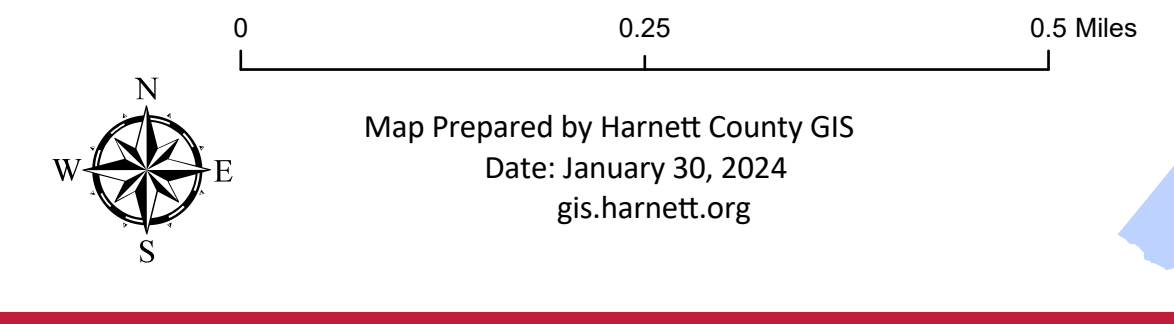 0 0.25 0.5 Miles
N
W E
S
Map Prepared by Harnett County GIS
Date: January 30, 2024
gis.harnett.org